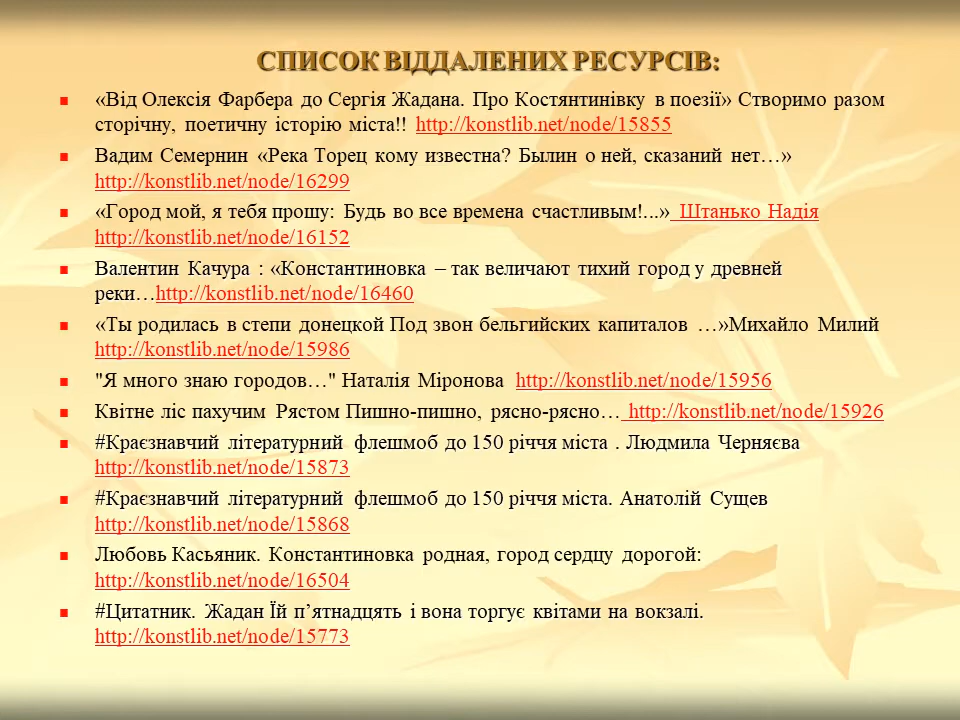 СПИСОК ВІДДАЛЕНИХ РЕСУРСІВ:
«Від Олексія Фарбера до Сергія Жадана. Про Костянтинівку в поезії» Створимо разом
сторічну, поетичну історію міста!! http://konstlib.net/node/15855
Вадим Семернин «Река Торец кому известна? Былин о ней, сказаний нет…»
http://konstlib.net/node/16299
«Город мой, я тебя прошу: Будь во все времена счастливым!...» Штанько Надія
http://konstlib.net/node/16152
Валентин Качура : «Константиновка – так величают тихий город у древней
реки…http://konstlib.net/node/16460
«Ты родилась в степи донецкой Под звон бельгийских капиталов …»Михайло Милий
http://konstlib.net/node/15986
"Я много знаю городов…" Наталія Міронова http://konstlib.net/node/15956
Квітне ліс пахучим Рястом Пишно-пишно, рясно-рясно… http://konstlib.net/node/15926
#Краєзнавчий літературний флешмоб до 150 річчя міста . Людмила Черняєва
http://konstlib.net/node/15873
#Краєзнавчий літературний флешмоб до 150 річчя міста. Анатолій Сущев
http://konstlib.net/node/15868
Любовь Касьяник. Константиновка родная, город сердцу дорогой:
http://konstlib.net/node/16504
#Цитатник. Жадан Їй п’ятнадцять і вона торгує квітами на вокзалі.
http://konstlib.net/node/15773